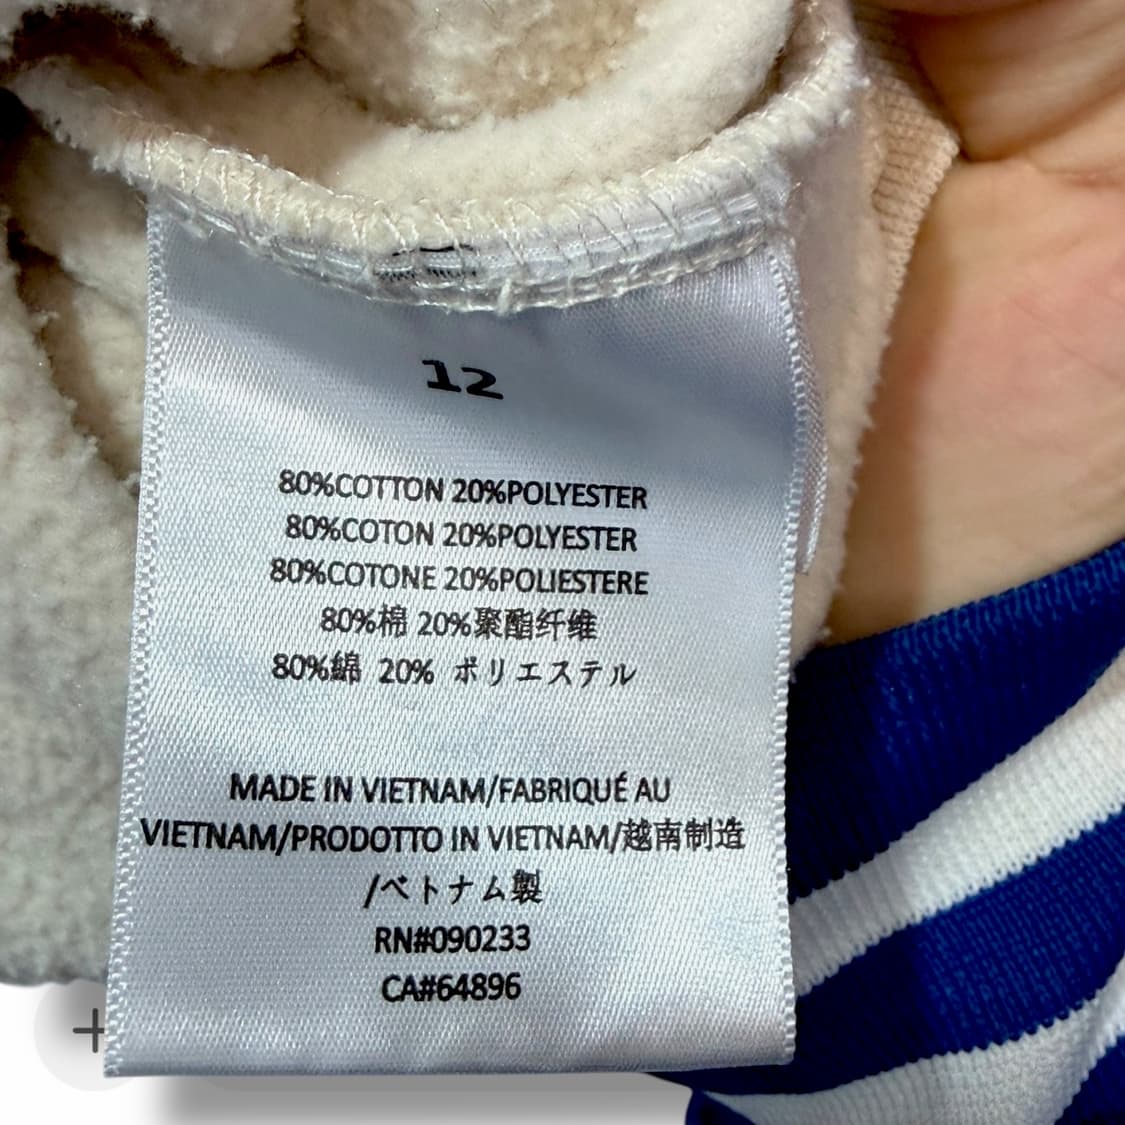 12
80%COTTON 20%POLYESTER
80%COTON 20%POLYESTER
80%COTONE 20%POLIESTERE
80%棉 20%聚酯纤维
80%綿 20% ポリエステル
MADE IN VIETNAM/FABRIQUÉ AU
VIETNAM/PRODOTTO IN VIETNAM/越南制造
/ベトナム製
RN#090233
CA#64896